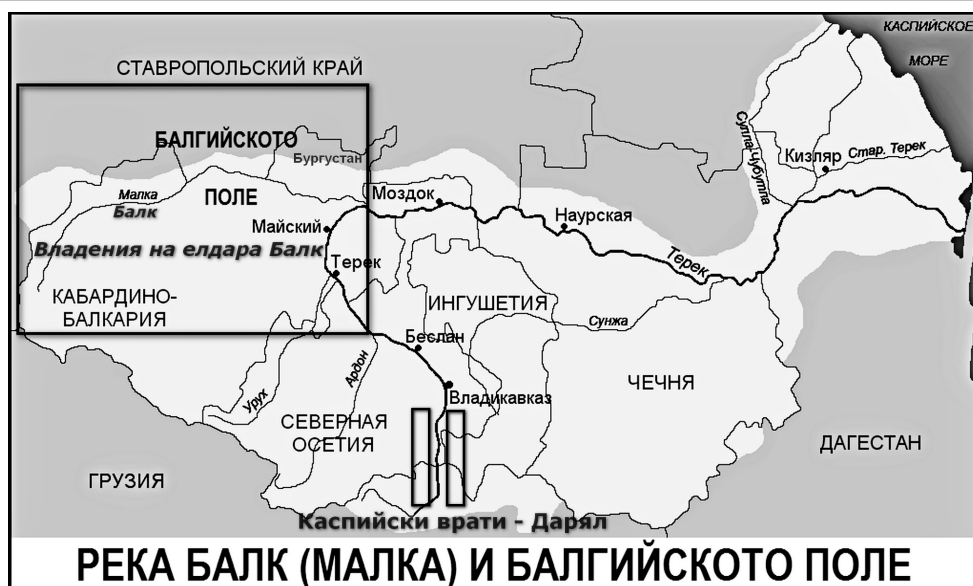 КАСПИЙСКОЕ
МОРЕ
СТАВРОПОЛЬСКИЙ КРАЙ
БАЛГИЙСКОТО
Бургустан
ПОЛЕ
Малка
Балк
Моздок
Майский
Владения на елдара Балк
Терек
КАБАРДИНО-
БАЛКАРИЯ
Сулла-Чубутла
Кизляр
Стар. Терек
Наурская
Терек
ИНГУШЕТИЯ
Сунжа
Беслан
Ардон
Урух
Владикавказ
ЧЕЧНЯ
СЕВЕРНАЯ
ОСЕТИЯ
ДАГЕСТАН
ГРУЗИЯ
Каспийски врати - Дарял
РЕКА БАЛК (МАЛКА) И БАЛГИЙСКОТО ПОЛЕ